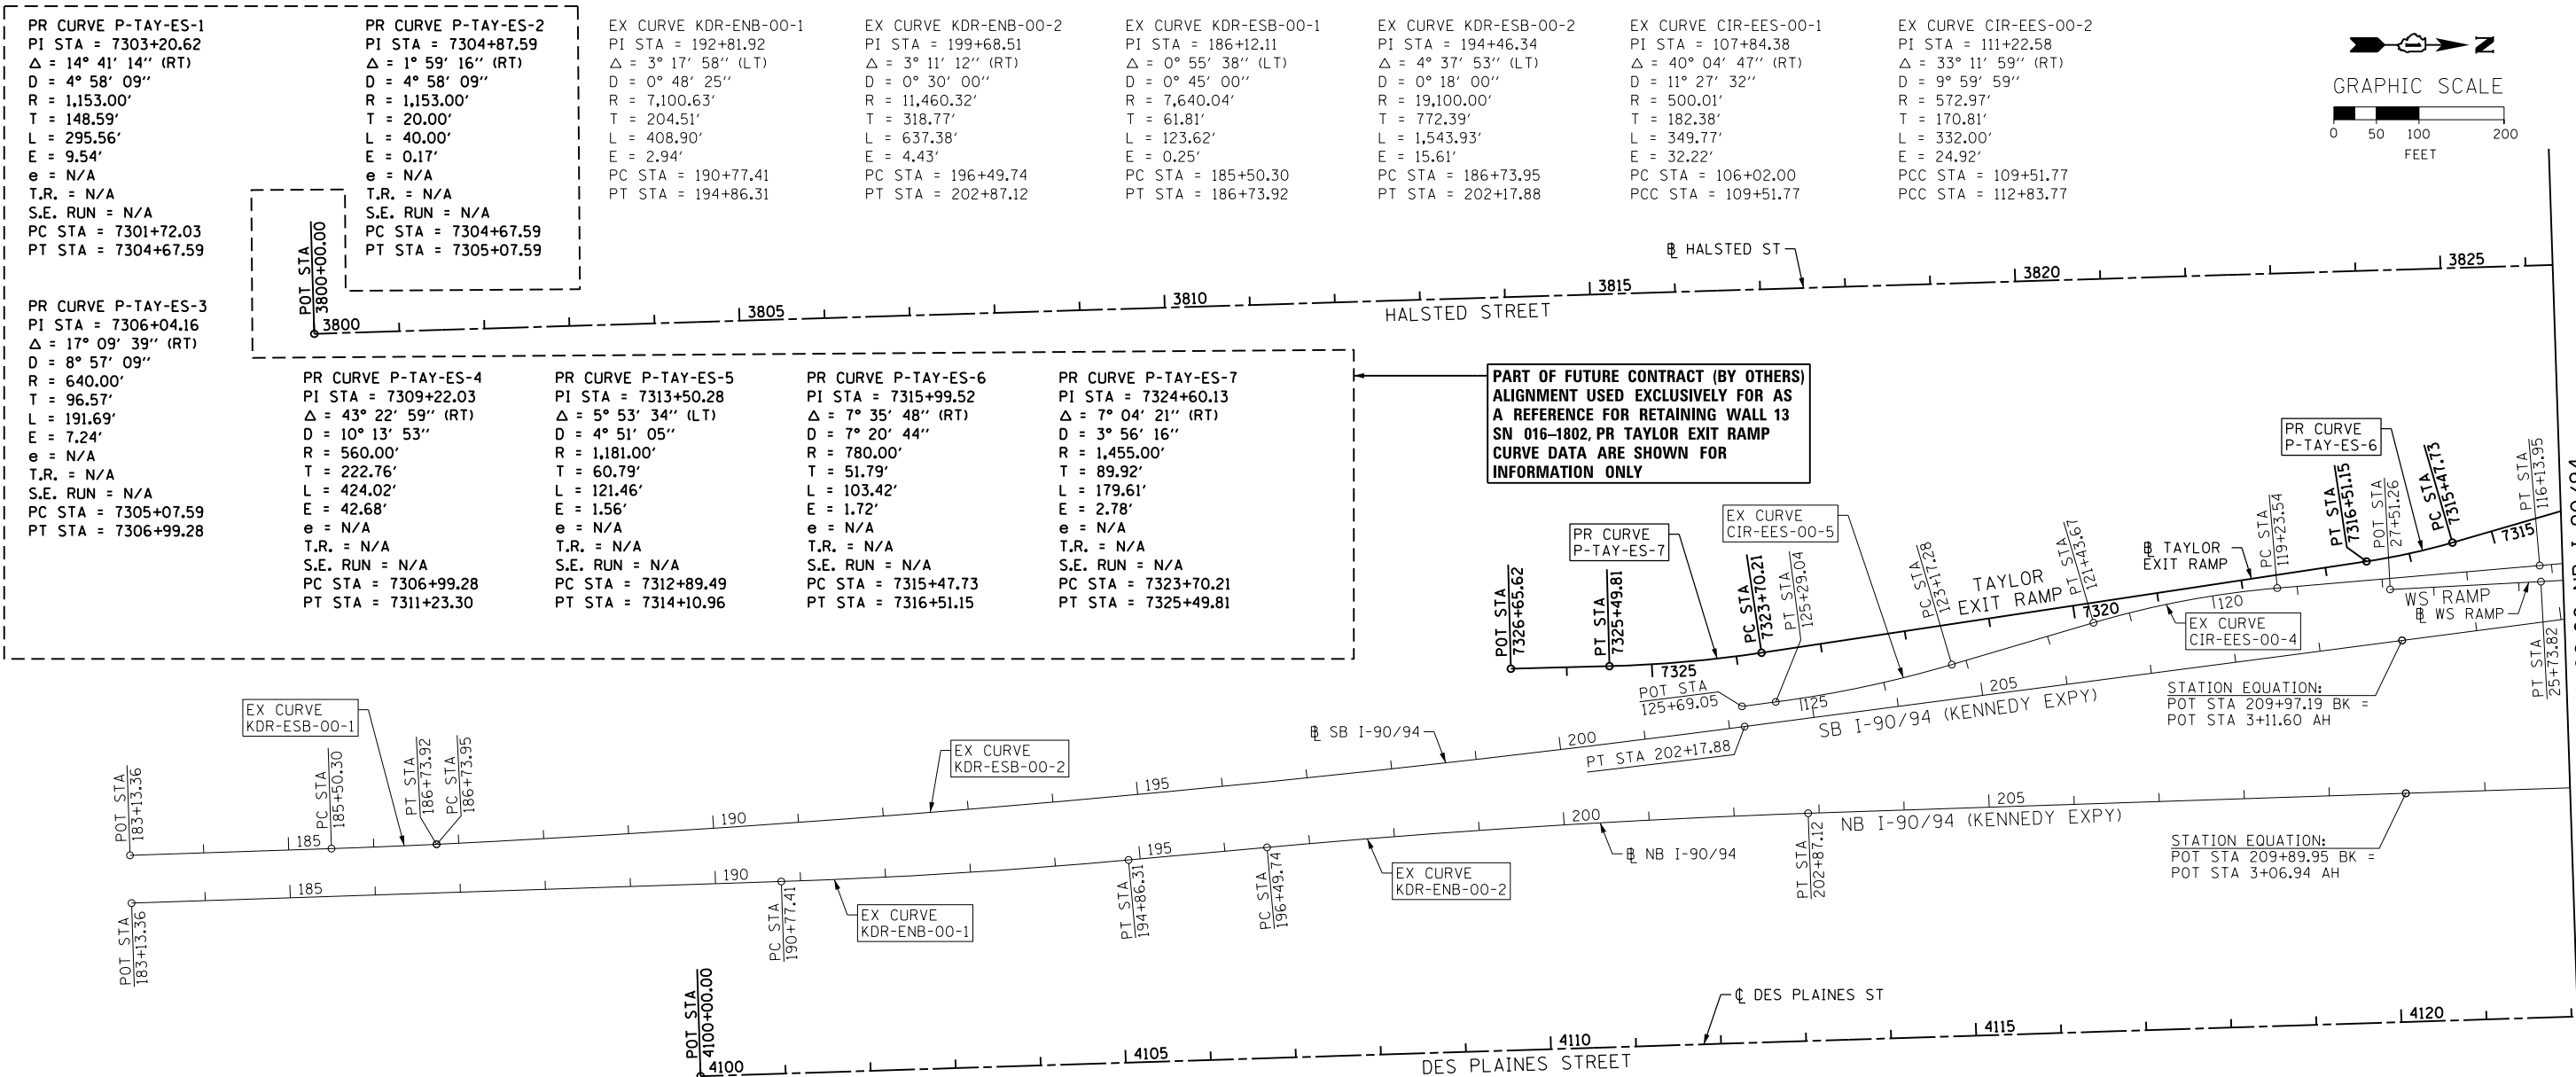 PR CURVE P-TAY-ES-1
PI STA = 7303+20.62
Δ = 14° 41' 14'' (RT)
D = 4° 58' 09''
R = 1,153.00'
T = 148.59'
L = 295.56'
E = 9.54'
e = N/A
T.R. = N/A
S.E. RUN = N/A
PC STA = 7301+72.03
PT STA = 7304+67.59
PR CURVE P-TAY-ES-2
PI STA = 7304+87.59
Δ = 1° 59' 16'' (RT)
D = 4° 58' 09''
R = 1,153.00'
T = 20.00'
L = 40.00'
E = 0.17'
e = N/A
T.R. = N/A
S.E. RUN = N/A
PC STA = 7304+67.59
PT STA = 7305+07.59
EX CURVE KDR-ENB-00-1
PI STA = 192+81.92
Δ = 3° 17' 58'' (LT)
D = 0° 48' 25''
R = 7,100.63'
T = 204.51'
L = 408.90'
E = 2.94'
PC STA = 190+77.41
PT STA = 194+86.31
EX CURVE KDR-ENB-00-2
PI STA = 199+68.51
Δ = 3° 11' 12'' (RT)
D = 0° 30' 00''
R = 11,460.32'
T = 318.77'
L = 637.38'
E = 4.43'
PC STA = 196+49.74
PT STA = 202+87.12
EX CURVE KDR-ESB-00-1
PI STA = 186+12.11
Δ = 0° 55' 38'' (LT)
D = 0° 45' 00''
R = 7,640.04'
T = 61.81'
L = 123.62'
E = 0.25'
PC STA = 185+50.30
PT STA = 186+73.92
EX CURVE KDR-ESB-00-2
PI STA = 194+46.34
Δ = 4° 37' 53'' (LT)
D = 0° 18' 00''
R = 19,100.00'
T = 772.39'
L = 1,543.93'
E = 15.61'
PC STA = 186+73.95
PT STA = 202+17.88
EX CURVE CIR-EES-00-1
PI STA = 107+84.38
Δ = 40° 04' 47'' (RT)
D = 11° 27' 32''
R = 500.01'
T = 182.38'
L = 349.77'
E = 32.22'
PC STA = 106+02.00
PCC STA = 109+51.77
EX CURVE CIR-EES-00-2
PI STA = 111+22.58
Δ = 33° 11' 59'' (RT)
D = 9° 59' 59''
R = 572.97'
T = 170.81'
L = 332.00'
E = 24.92'
PCC STA = 109+51.77
PCC STA = 112+83.77
N
GRAPHIC SCALE
0 50 100 200
FEET
POT STA
3800+00.00
3800
3805
3810
3815
3820
3825
HALSTED STREET
℄ HALSTED ST
PR CURVE P-TAY-ES-3
PI STA = 7306+04.16
Δ = 17° 09' 39'' (RT)
D = 8° 57' 09''
R = 640.00'
T = 96.57'
L = 191.69'
E = 7.24'
e = N/A
T.R. = N/A
S.E. RUN = N/A
PC STA = 7305+07.59
PT STA = 7306+99.28
PR CURVE P-TAY-ES-4
PI STA = 7309+22.03
Δ = 43° 22' 59'' (RT)
D = 10° 13' 53''
R = 560.00'
T = 222.76'
L = 424.02'
E = 42.68'
e = N/A
T.R. = N/A
S.E. RUN = N/A
PC STA = 7306+99.28
PT STA = 7311+23.30
PR CURVE P-TAY-ES-5
PI STA = 7313+50.28
Δ = 5° 53' 34'' (LT)
D = 4° 51' 05''
R = 1,181.00'
T = 60.79'
L = 121.46'
E = 1.56'
e = N/A
T.R. = N/A
S.E. RUN = N/A
PC STA = 7312+89.49
PT STA = 7314+10.96
PR CURVE P-TAY-ES-6
PI STA = 7315+99.52
Δ = 7° 35' 48'' (RT)
D = 7° 20' 44''
R = 780.00'
T = 51.79'
L = 103.42'
E = 1.72'
e = N/A
T.R. = N/A
S.E. RUN = N/A
PC STA = 7315+47.73
PT STA = 7316+51.15
PR CURVE P-TAY-ES-7
PI STA = 7324+60.13
Δ = 7° 04' 21'' (RT)
D = 3° 56' 16''
R = 1,455.00'
T = 89.92'
L = 179.61'
E = 2.78'
e = N/A
T.R. = N/A
S.E. RUN = N/A
PC STA = 7323+70.21
PT STA = 7325+49.81
PART OF FUTURE CONTRACT (BY OTHERS)
ALIGNMENT USED EXCLUSIVELY FOR AS
A REFERENCE FOR RETAINING WALL 13
SN 016–1802, PR TAYLOR EXIT RAMP
CURVE DATA ARE SHOWN FOR
INFORMATION ONLY
PR CURVE
P-TAY-ES-6
PT STA
7316+51.15
POT STA
27+51.26
PC STA
7315+47.73
PT STA
116+13.95
7315
PR CURVE
P-TAY-ES-7
EX CURVE
CIR-EES-00-5
POT STA
7326+65.62
PT STA
7325+49.81
PC STA
7323+70.21
PT STA
125+29.04
PC STA
123+17.28
PT STA
121+43.67
PC STA
119+23.54
℄ TAYLOR
EXIT RAMP
TAYLOR
EXIT RAMP
7320
120
WS RAMP
℄ WS RAMP
EX CURVE
CIR-EES-00-4
7325
POT STA
125+69.05
125
205
SB I-90/94 (KENNEDY EXPY)
PT STA
25+73.82
STATION EQUATION:
POT STA 209+97.19 BK =
POT STA 3+11.60 AH
EX CURVE
KDR-ESB-00-1
POT STA
183+13.36
PC STA
185+50.30
PT STA
186+73.92
PC STA
186+73.95
185
190
EX CURVE
KDR-ESB-00-2
195
℄ SB I-90/94
200
PT STA 202+17.88
185
POT STA
183+13.36
190
PC STA
190+77.41
EX CURVE
KDR-ENB-00-1
195
PT STA
194+86.31
PC STA
196+49.74
EX CURVE
KDR-ENB-00-2
200
℄ NB I-90/94
PT STA
202+87.12
205
NB I-90/94 (KENNEDY EXPY)
STATION EQUATION:
POT STA 209+89.95 BK =
POT STA 3+06.94 AH
POT STA
4100+00.00
4100
4105
4110
4115
4120
DES PLAINES STREET
℄ DES PLAINES ST